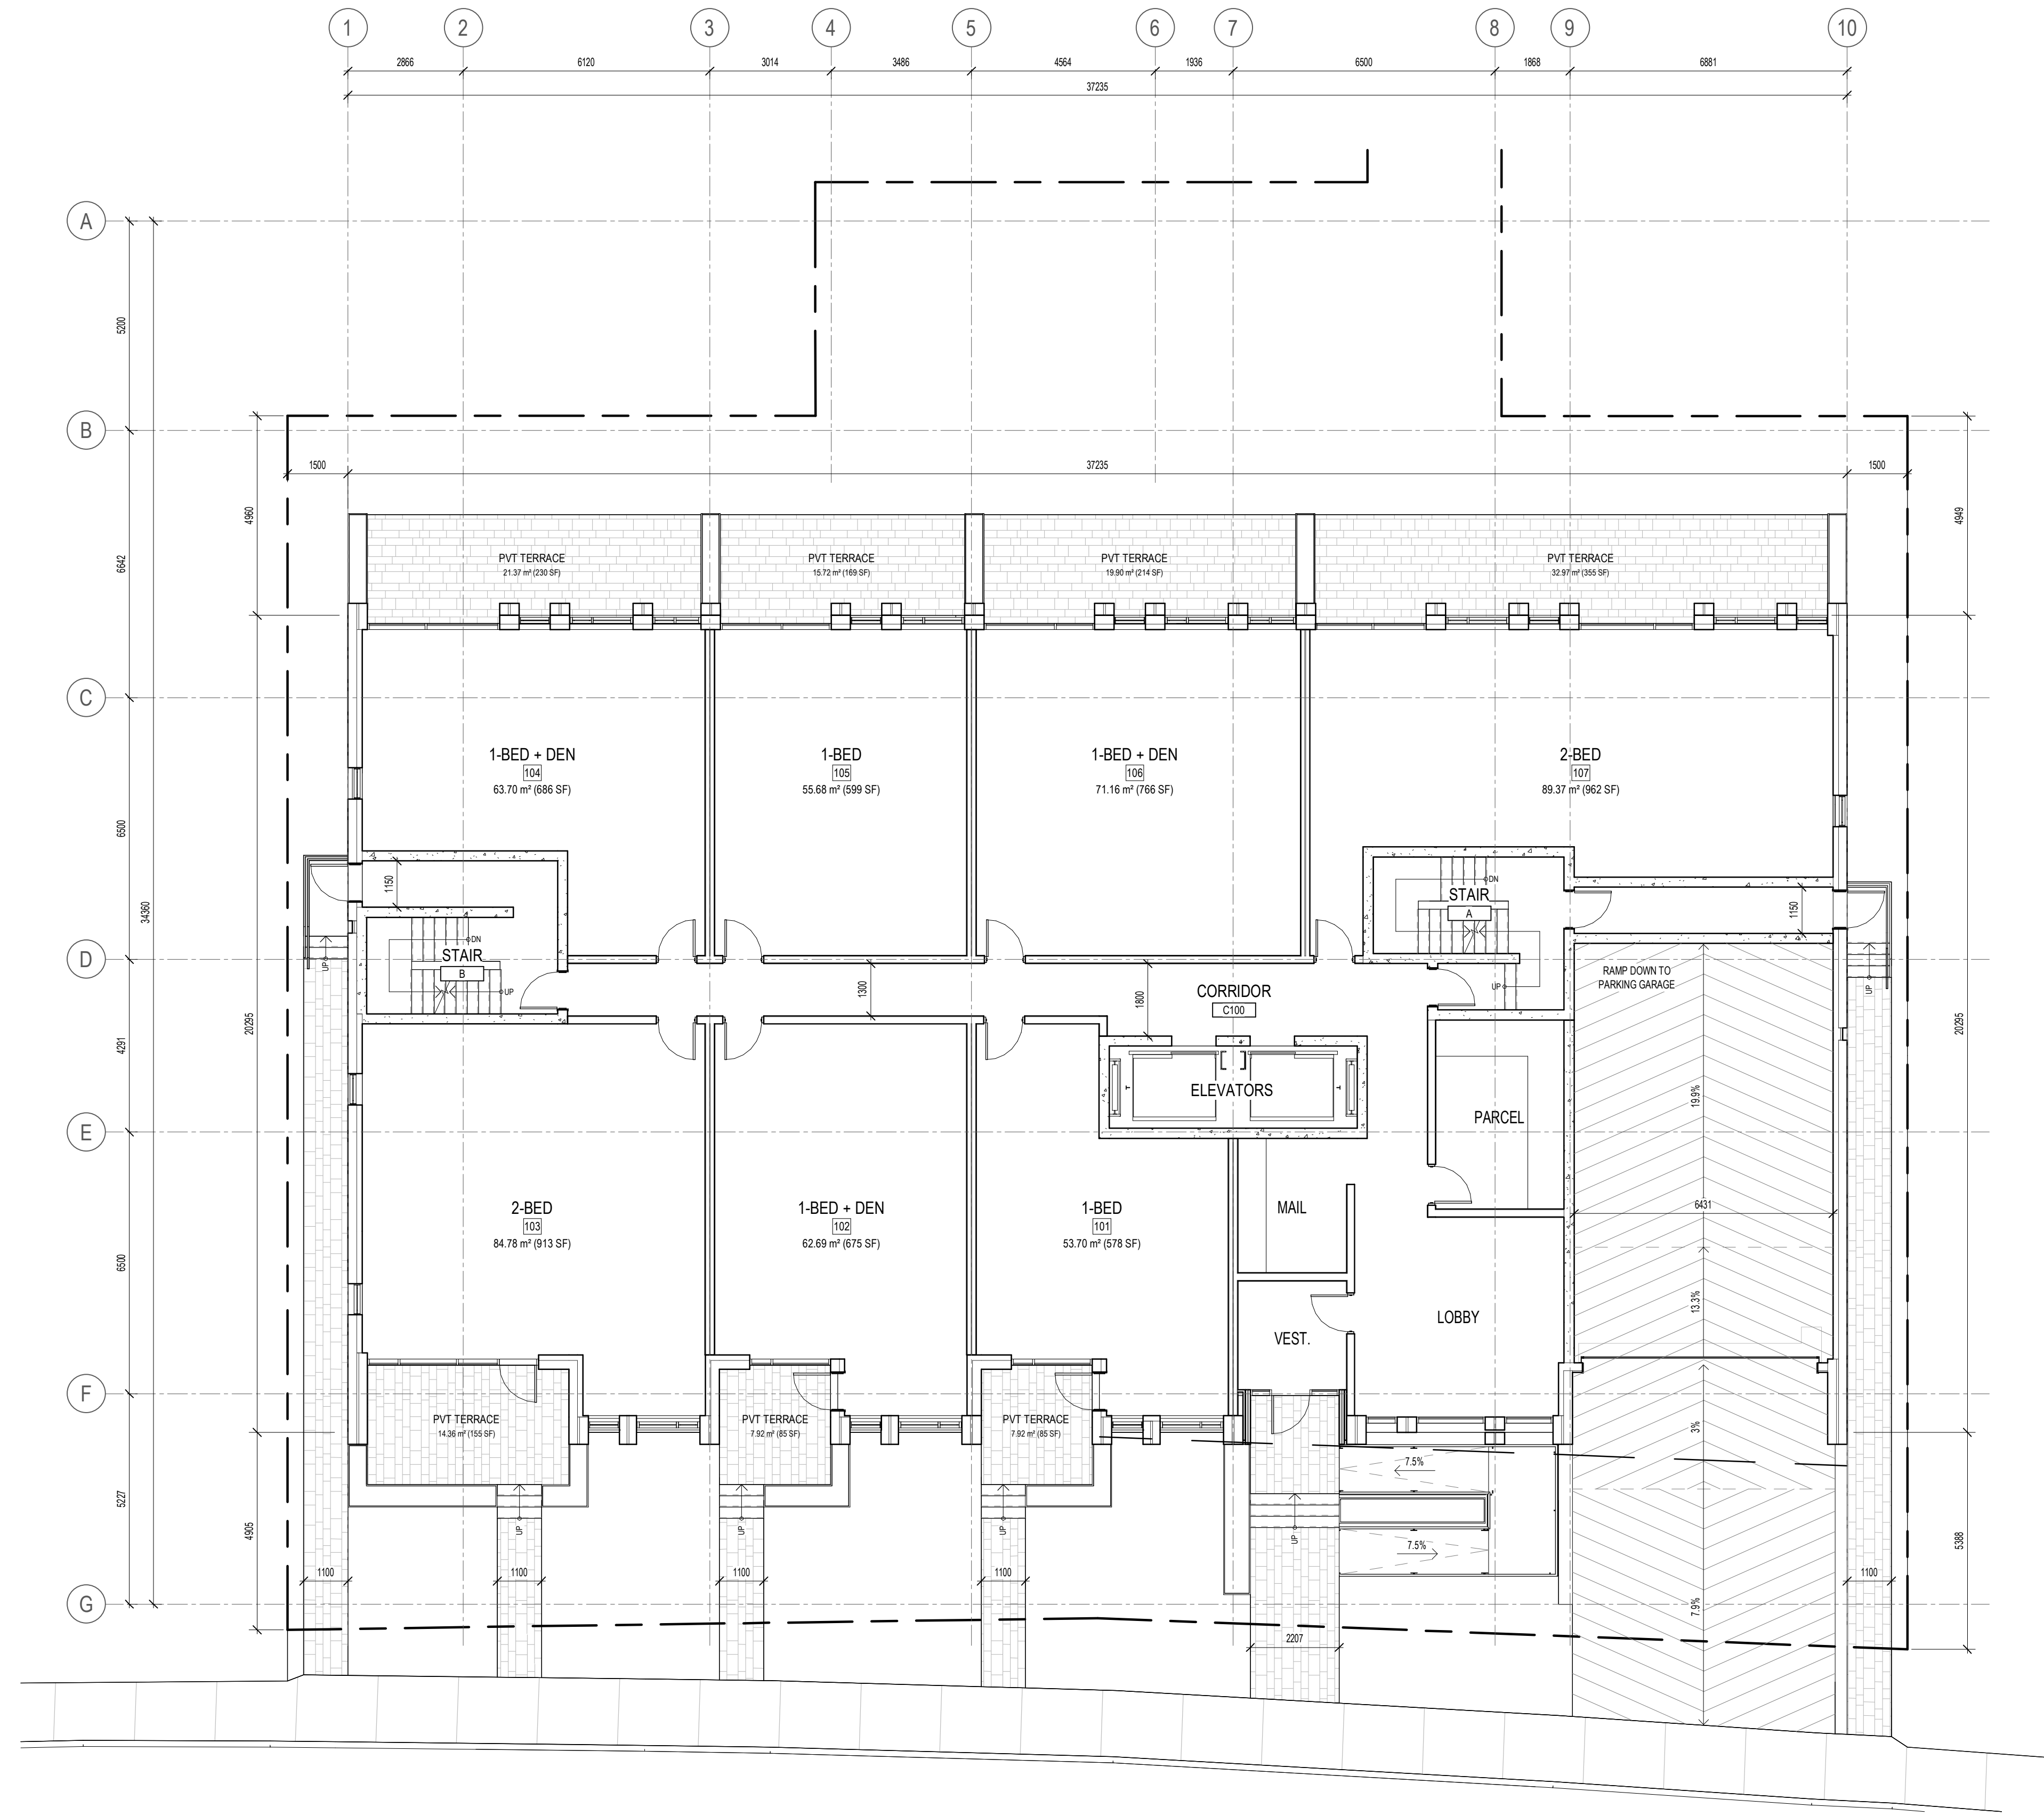 1 2 3 4 5 6 7 8 9 10
2866 6120 3014 3486 4564 1936 6500 1868 6881
37235
A
5200
B
1500 37235 1500
4960
4949
6642
PVT TERRACE
21.37 m² (230 SF)
PVT TERRACE
15.72 m² (169 SF)
PVT TERRACE
19.90 m² (214 SF)
PVT TERRACE
32.97 m² (355 SF)
C
1-BED + DEN
104
63.70 m² (686 SF)
1-BED
105
55.68 m² (599 SF)
1-BED + DEN
106
71.16 m² (766 SF)
2-BED
107
89.37 m² (962 SF)
6500
34360
1150
DN
STAIR
B
UP
UP
DN
STAIR
A
UP
1150
UP
D
RAMP DOWN TO
PARKING GARAGE
1300
1800
CORRIDOR
C100
20295
20295
4291
ELEVATORS
19.9%
PARCEL
E
2-BED
103
84.78 m² (913 SF)
1-BED + DEN
102
62.69 m² (675 SF)
1-BED
101
53.70 m² (578 SF)
MAIL
6431
6500
13.3%
LOBBY
VEST.
F
PVT TERRACE
14.36 m² (155 SF)
PVT TERRACE
7.92 m² (85 SF)
PVT TERRACE
7.92 m² (85 SF)
3%
7.5%
5227
4905
UP
UP
UP
UP
7.5%
5388
1100
1100
1100
1100
1100
G
7.9%
2207